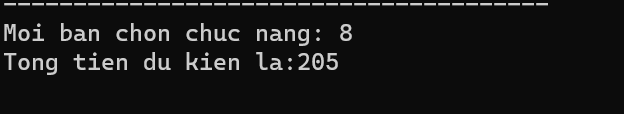 ----------------------------------------
Moi ban chon chuc nang: 8
Tong tien du kien la:205